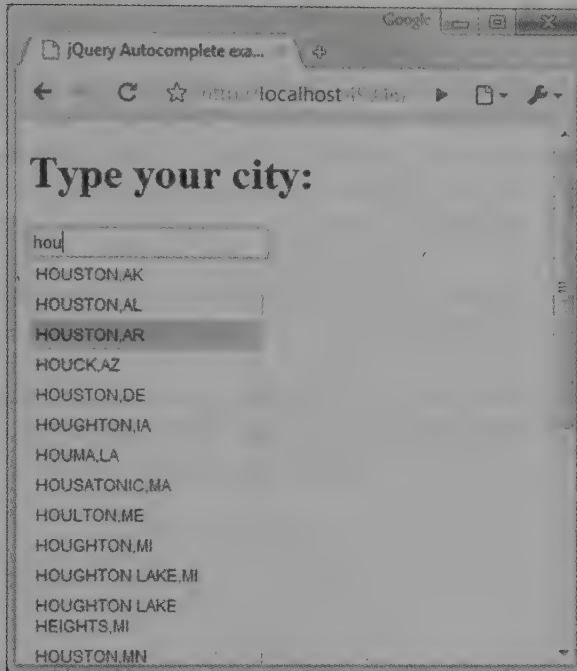 Google
jQuery Autocomplete exa...
localhost
Type your city:
hou
HOUSTON,AK
HOUSTON,AL
HOUSTON,AR
HOUCK,AZ
HOUSTON,DE
HOUGHTON,IA
HOUMA,LA
HOUSATONIC,MA
HOULTON,ME
HOUGHTON,MI
HOUGHTON LAKE,MI
HOUGHTON LAKE
HEIGHTS,MI
HOUSTON,MN